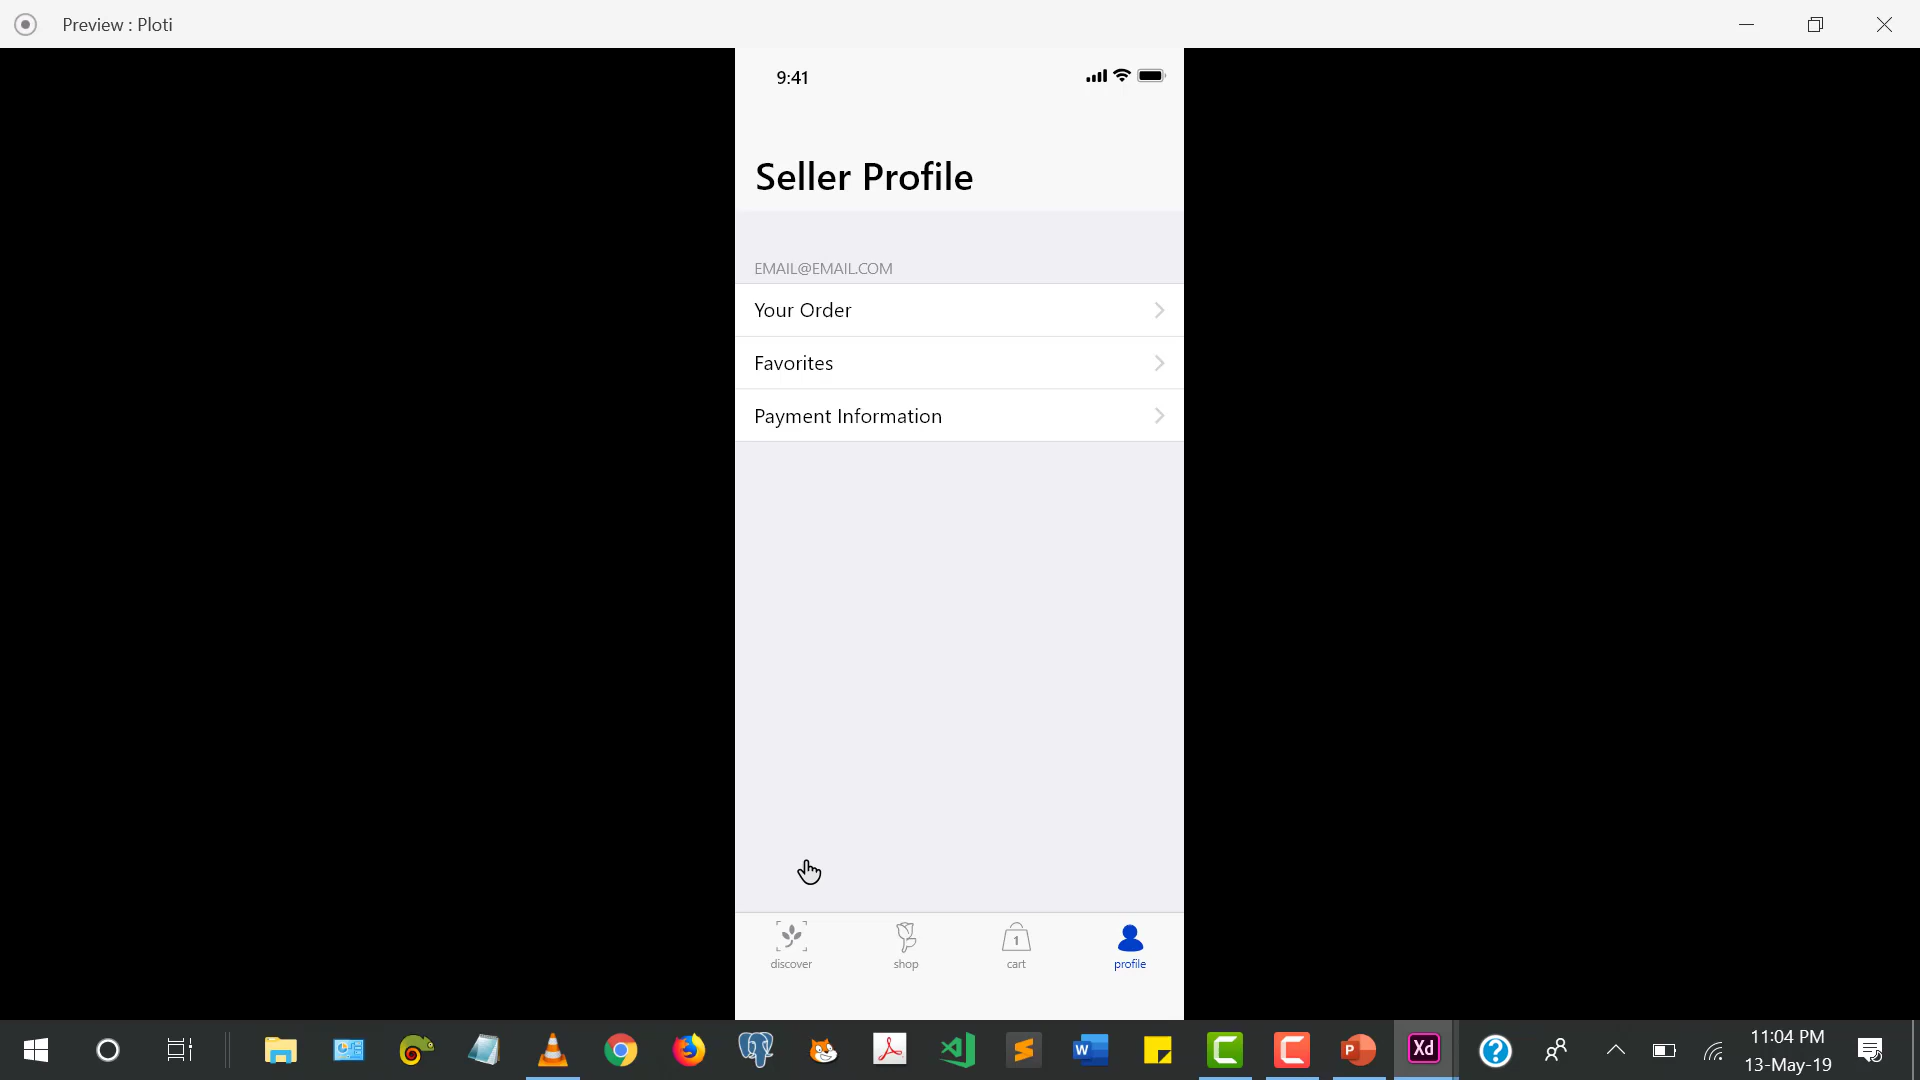 Preview : Ploti
9:41
Seller Profile
EMAIL@EMAIL.COM
Your Order
Favorites
Payment Information
1
discover
shop
cart
profile
W
P
Xd
?
11:04 PM
13-May-19